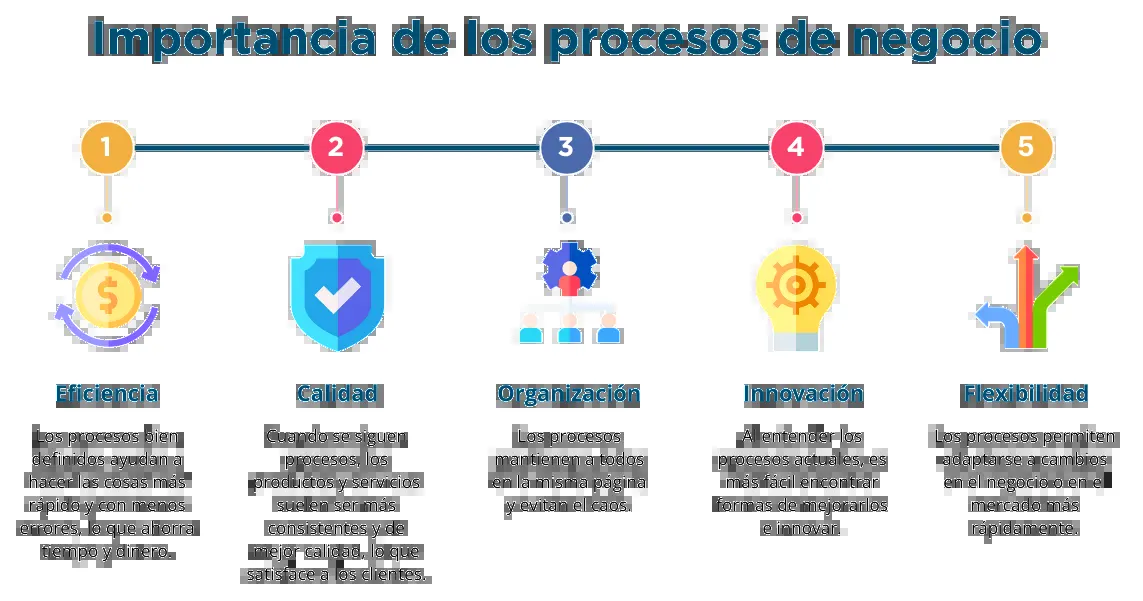 Importancia de los procesos de negocio
1
2
3
4
5
$
Eficiencia
Los procesos bien
definidos ayudan a
hacer las cosas más
rápido y con menos
errores, lo que ahorra
tiempo y dinero.
Calidad
Cuando se siguen
procesos, los
productos y servicios
suelen ser más
consistentes y de
mejor calidad, lo que
satisface a los clientes.
Organización
Los procesos
mantienen a todos
en la misma página
y evitan el caos.
Innovación
Al entender los
procesos actuales, es
más fácil encontrar
formas de mejorarlos
e innovar.
Flexibilidad
Los procesos permiten
adaptarse a cambios
en el negocio o en el
mercado más
rápidamente.